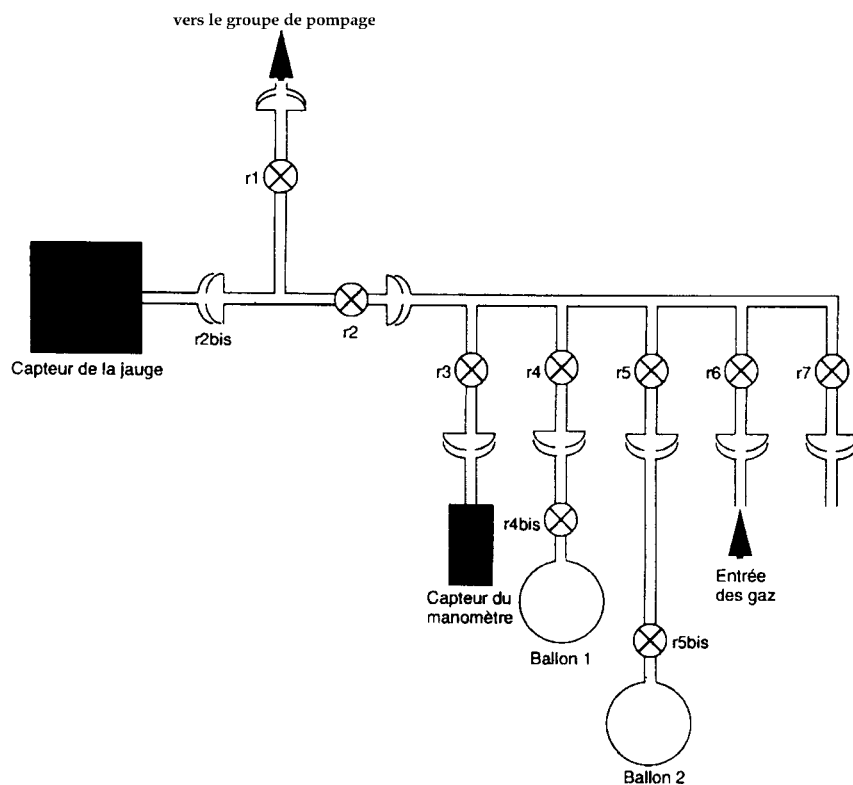 vers le groupe de pompage
r1
r2bis
r2
Capteur de la jauge
r3
r4
r5
r6
r7
r4bis
Capteur du
manomètre
Entrée
des gaz
Ballon 1
r5bis
Ballon 2